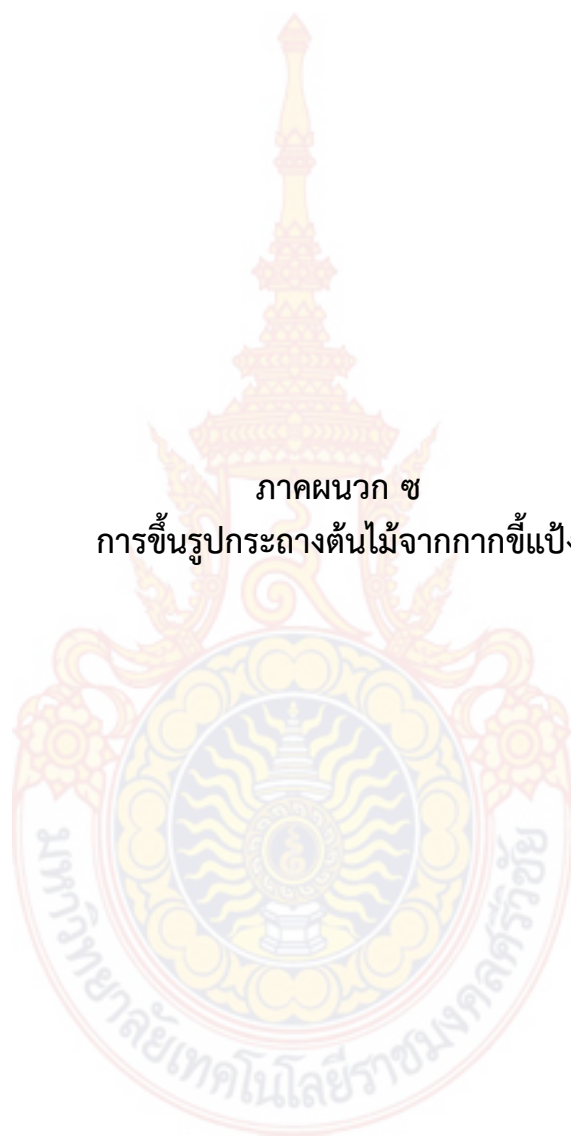 ภาคผนวก ซ
การขึ้นรูปกระถางต้นไม้จากกากขี้แป้ง
มหาวิทยาลัยเทคโนโลยีราชมงคลศรีวิชัย